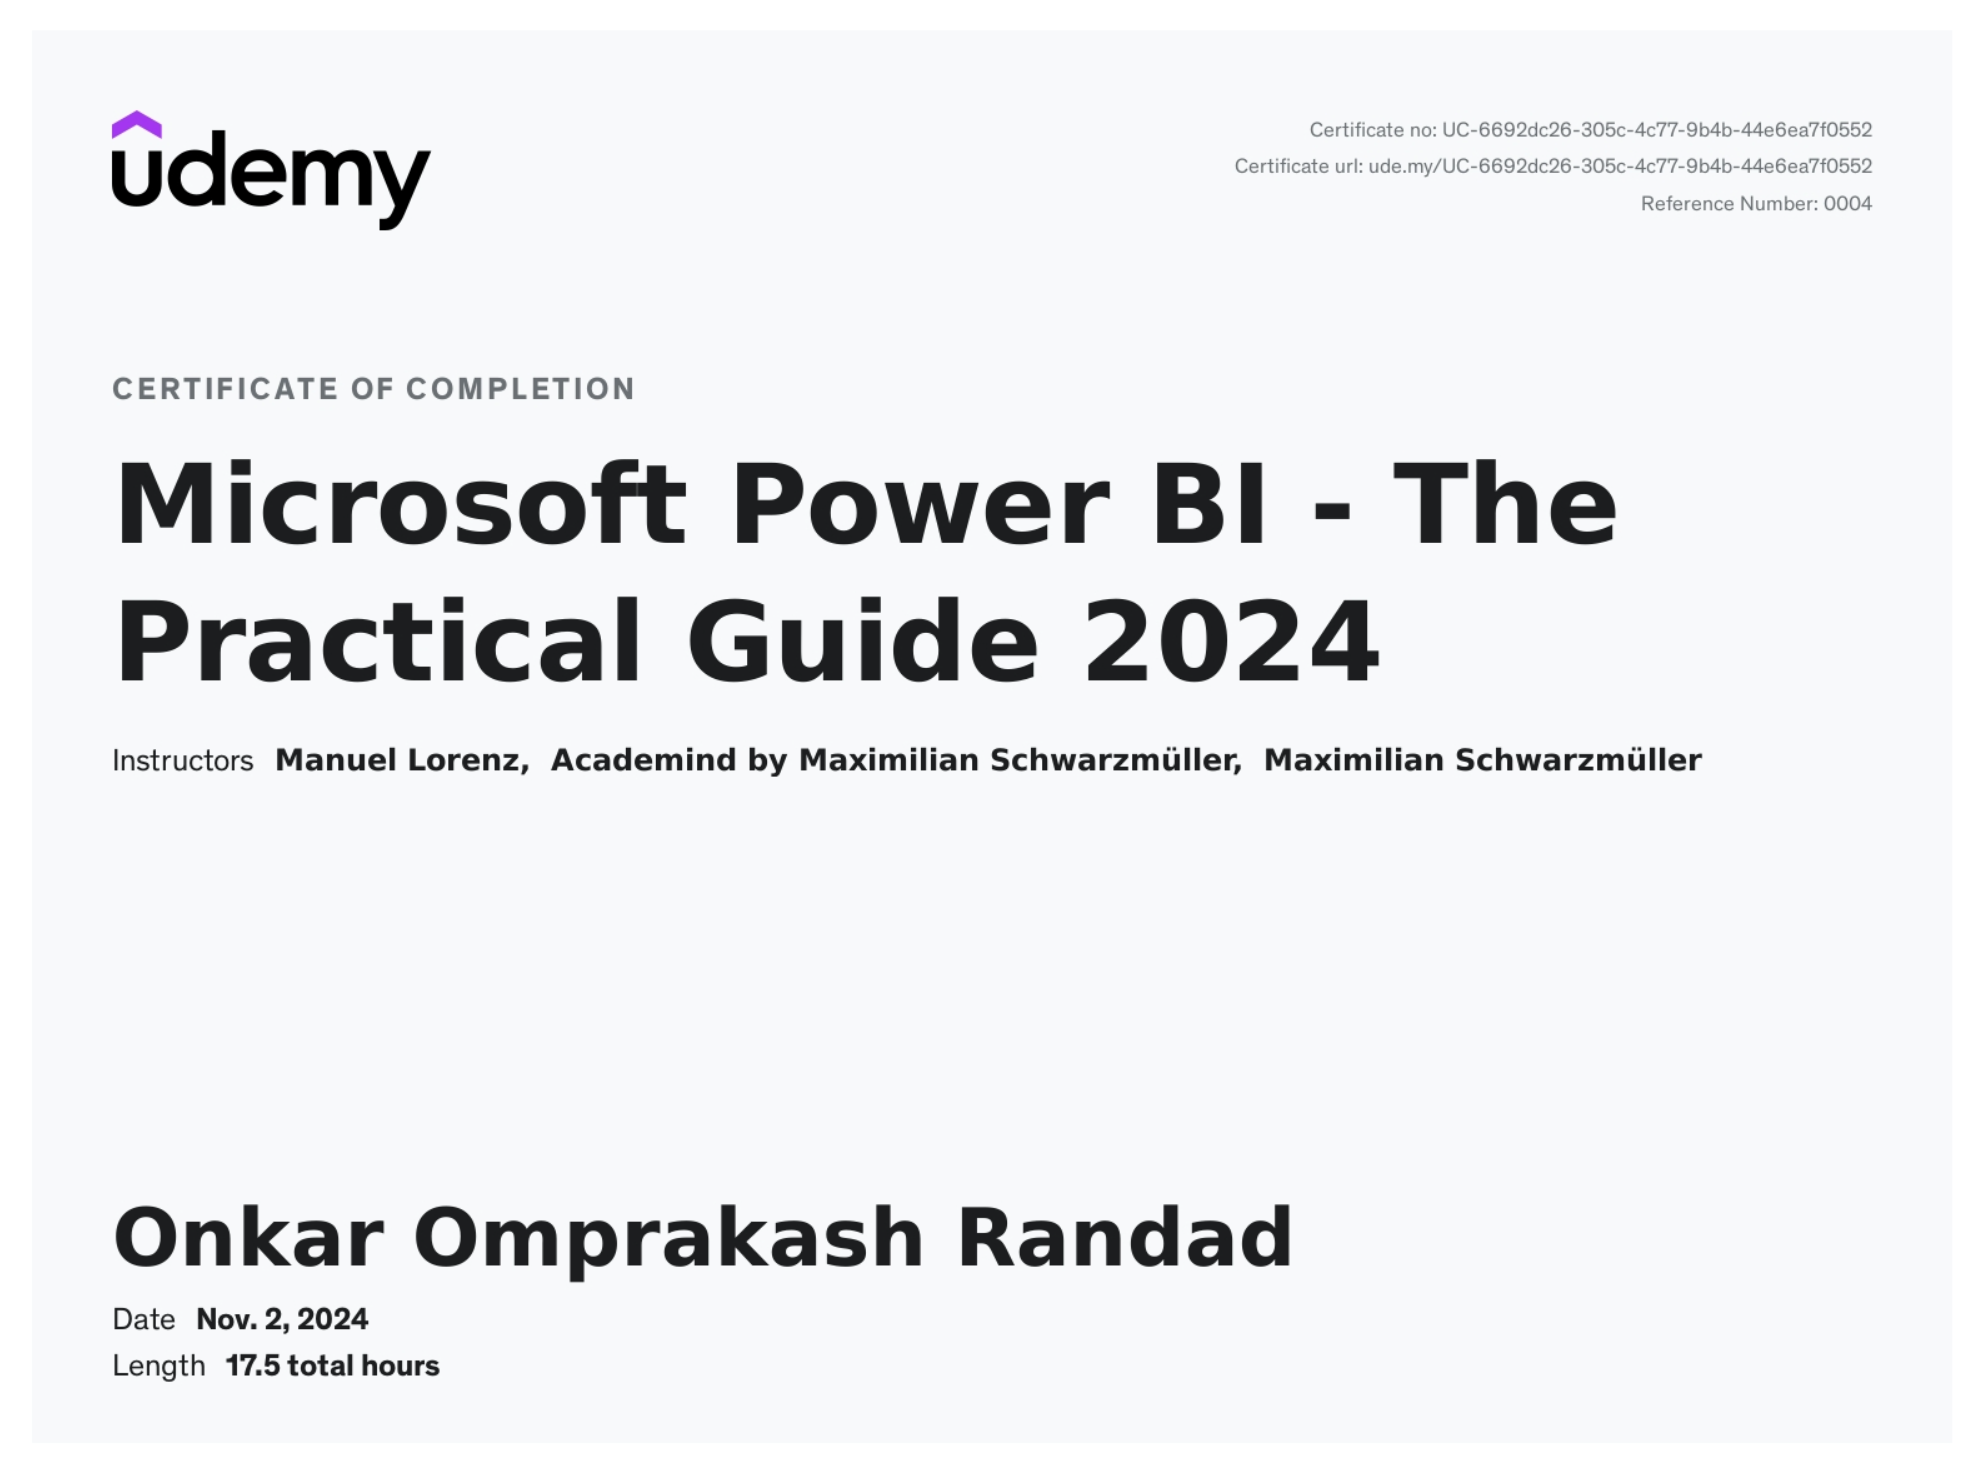 udemy
Certificate no: UC-6692dc26-305c-4c77-9b4b-44e6ea7f0552
Certificate url: ude.my/UC-6692dc26-305c-4c77-9b4b-44e6ea7f0552
Reference Number: 0004
CERTIFICATE OF COMPLETION
Microsoft Power BI - The
Practical Guide 2024
Instructors Manuel Lorenz, Academind by Maximilian Schwarzmüller, Maximilian Schwarzmüller
Onkar Omprakash Randad
Date Nov. 2, 2024
Length 17.5 total hours